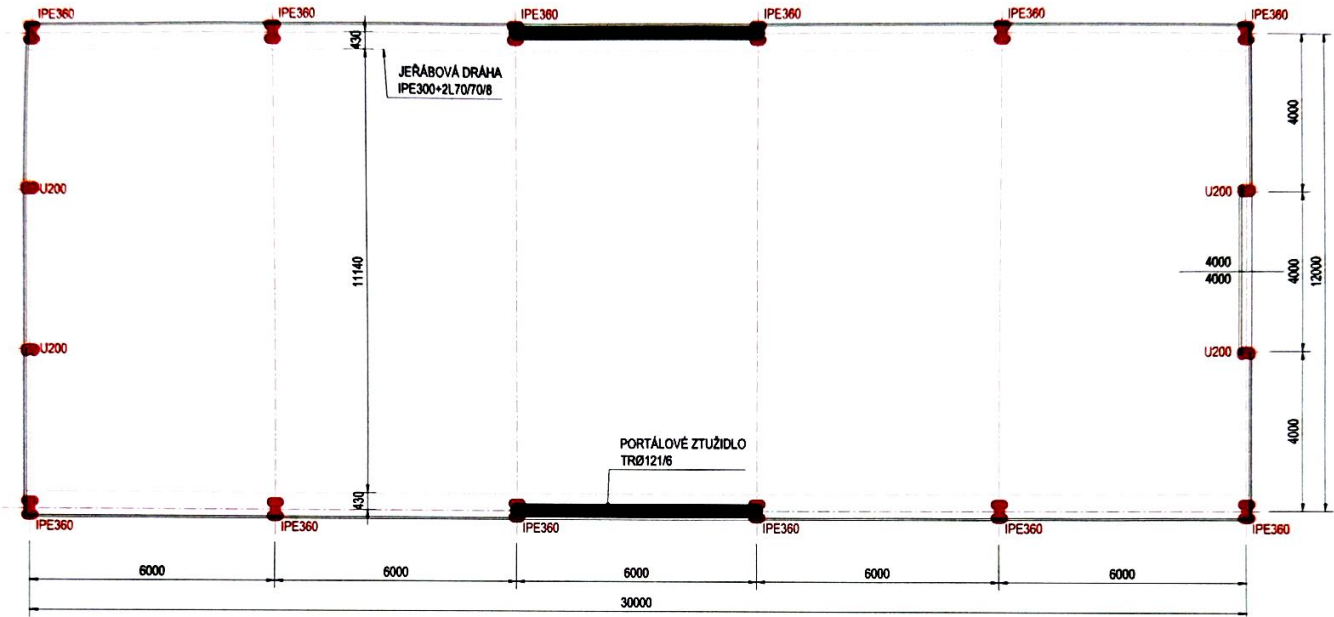 IPE360
IPE360
IPE360
IPE360
IPE360
IPE360
430
JEŘÁBOVÁ DRÁHA
IPE300+2L70/70/8
4000
U200
U200
11140
4000
4000
4000
12000
U200
U200
PORTÁLOVÉ ZTUŽIDLO
TRØ121/6
4000
430
IPE360
IPE360
IPE360
IPE360
IPE360
IPE360
6000
6000
6000
6000
6000
30000